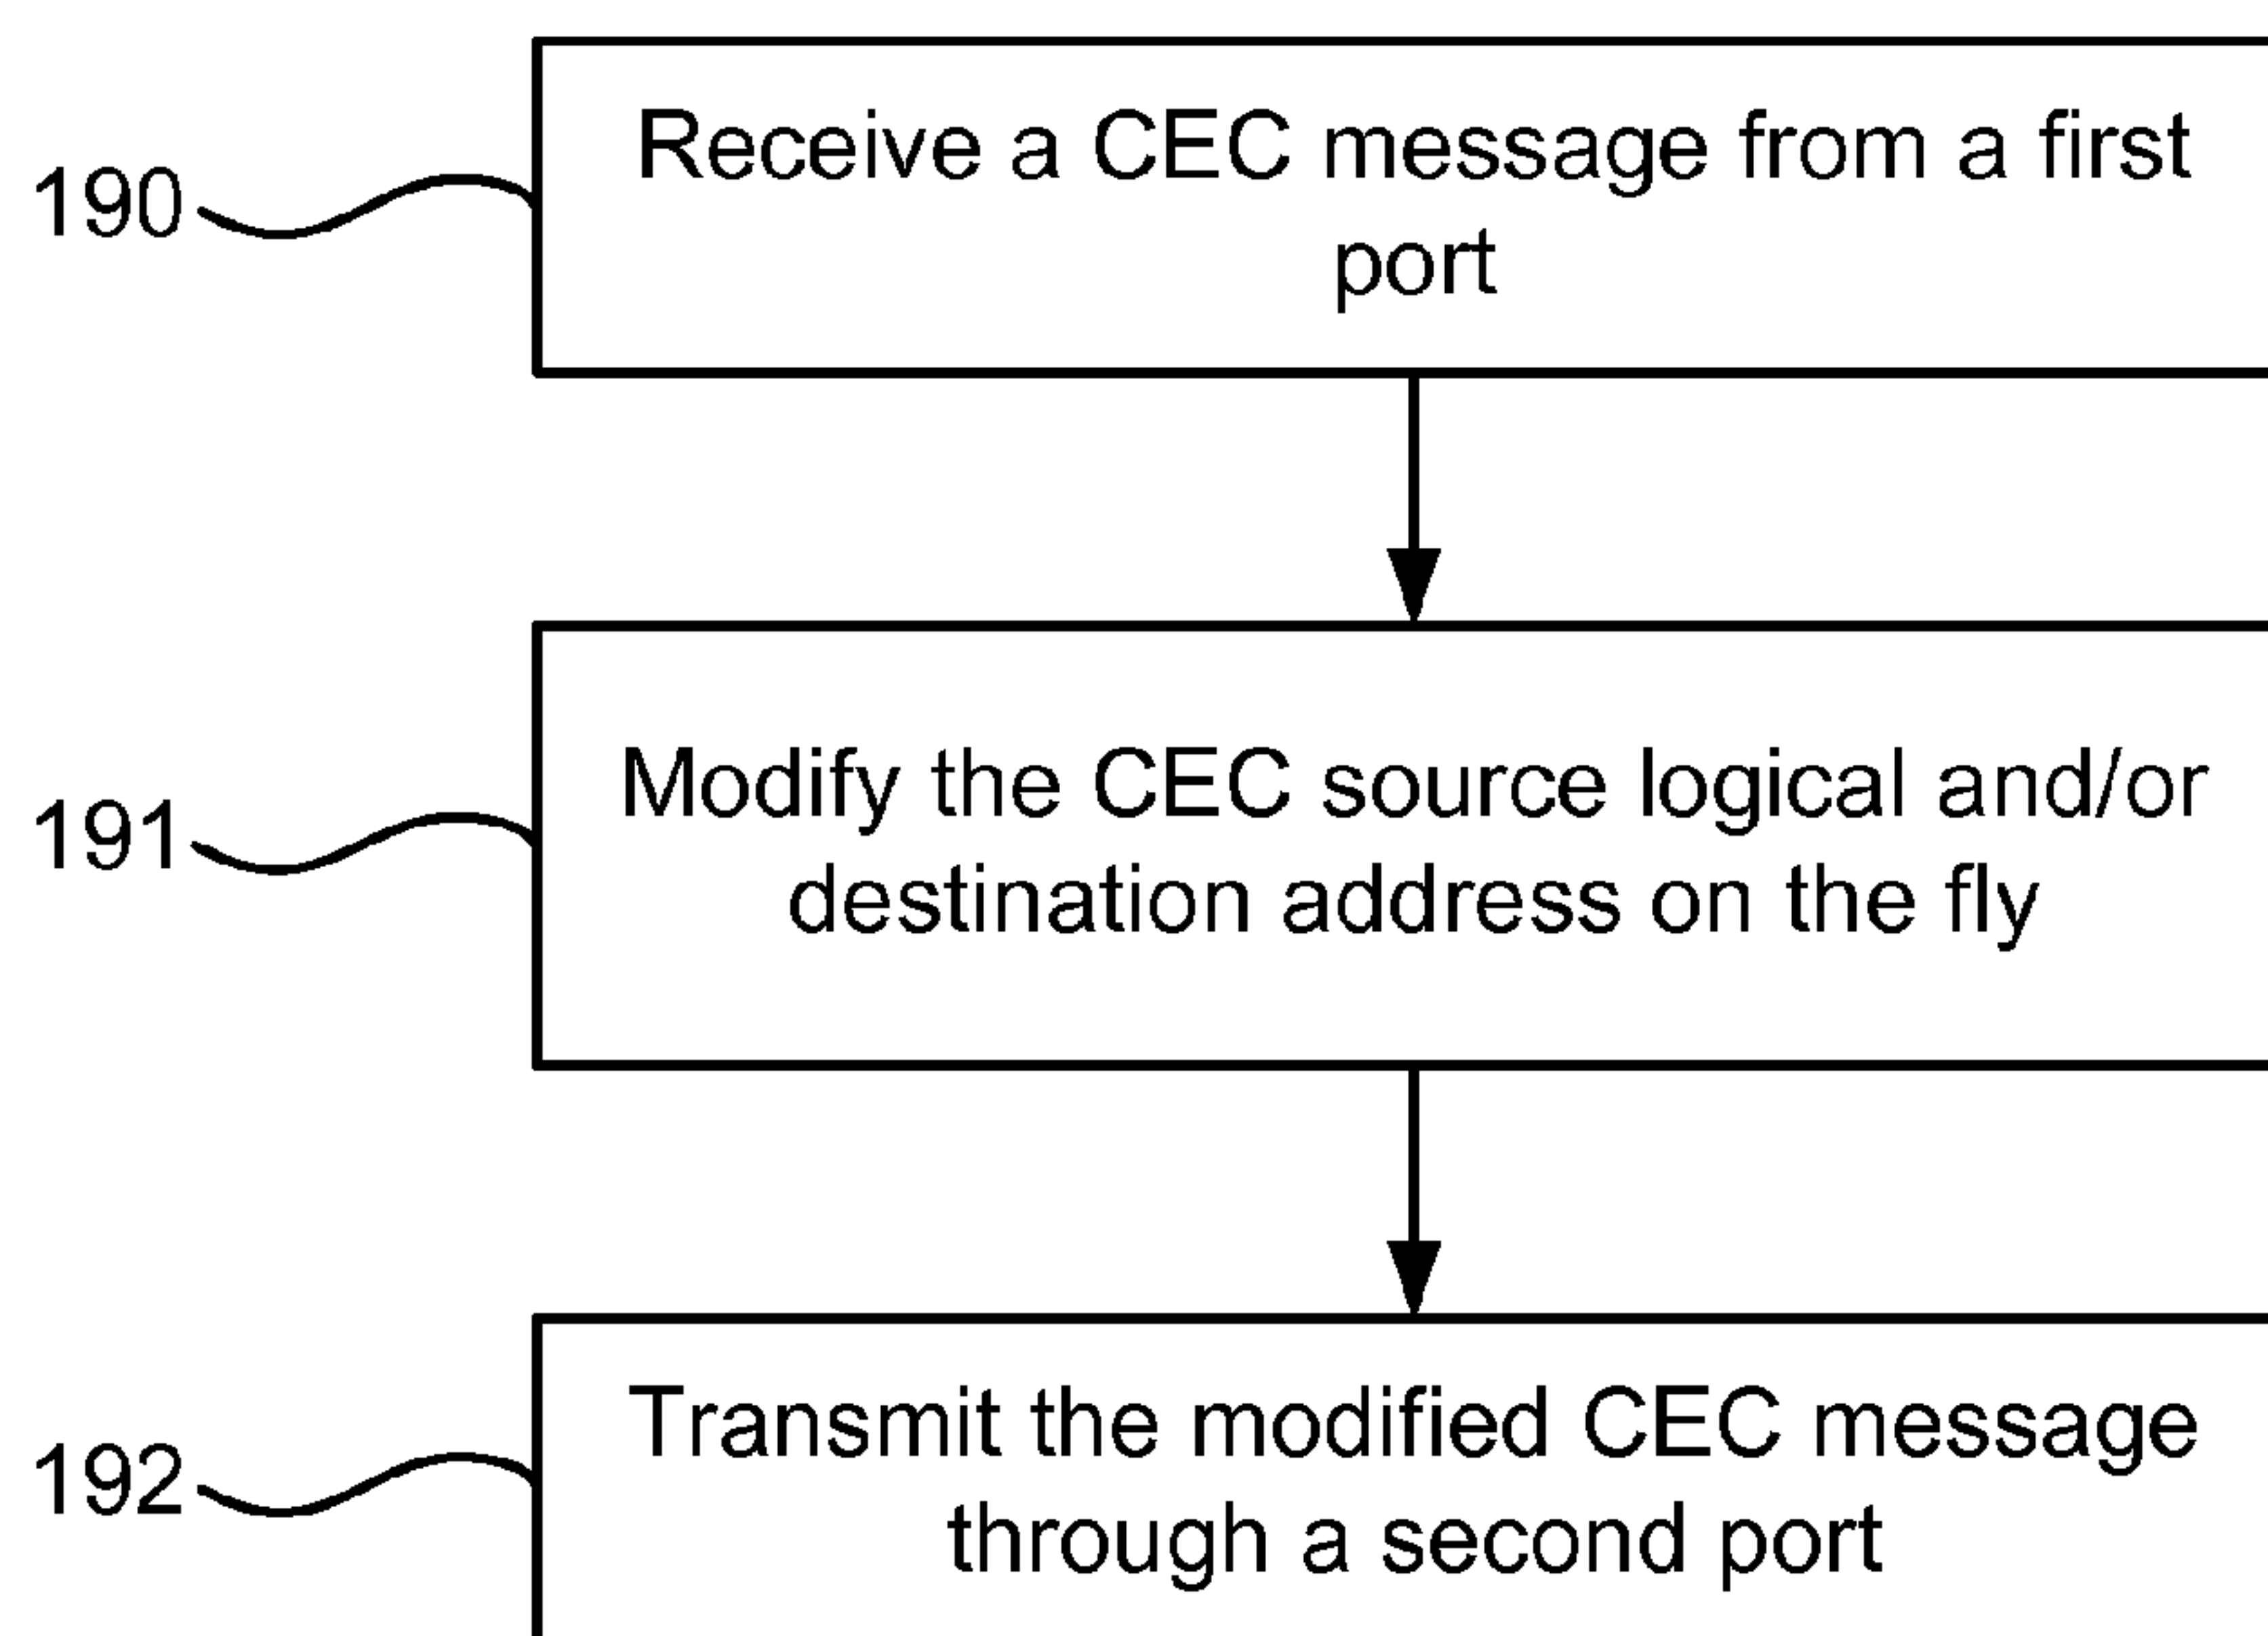 190
Receive a CEC message from a first
port
191
Modify the CEC source logical and/or
destination address on the fly
192
Transmit the modified CEC message
through a second port